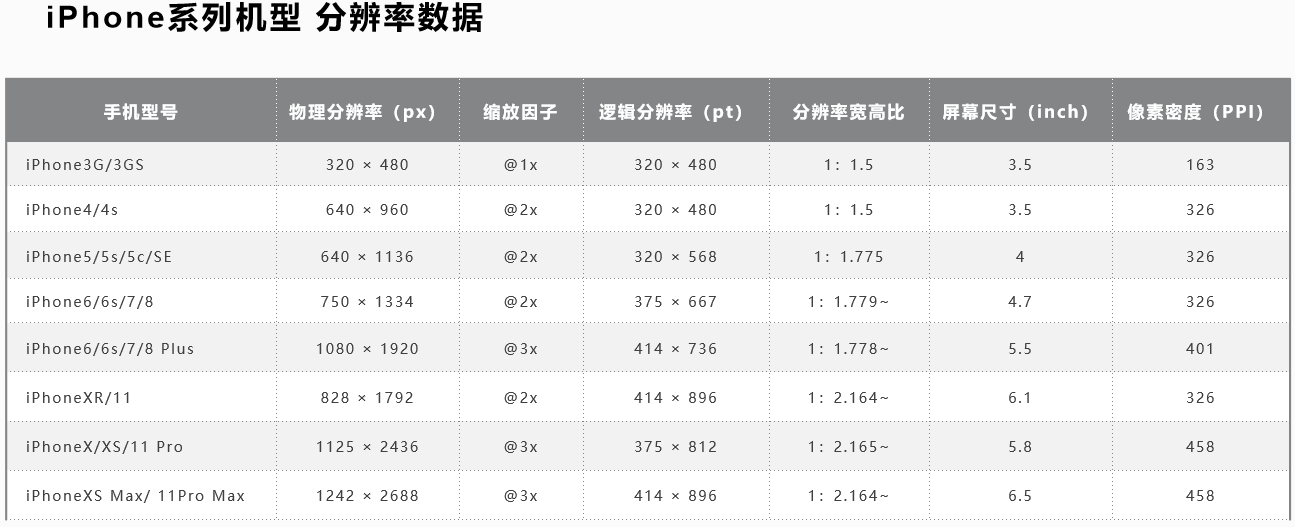 iPhone系列机型 分辨率数据
手机型号 物理分辨率（px） 缩放因子 逻辑分辨率（pt） 分辨率宽高比 屏幕尺寸（inch） 像素密度（PPI）
iPhone3G/3GS 320 × 480 @1x 320 × 480 1：1.5 3.5 163
iPhone4/4s 640 × 960 @2x 320 × 480 1：1.5 3.5 326
iPhone5/5s/5c/SE 640 × 1136 @2x 320 × 568 1：1.775 4 326
iPhone6/6s/7/8 750 × 1334 @2x 375 × 667 1：1.779~ 4.7 326
iPhone6/6s/7/8 Plus 1080 × 1920 @3x 414 × 736 1：1.778~ 5.5 401
iPhoneXR/11 828 × 1792 @2x 414 × 896 1：2.164~ 6.1 326
iPhoneX/XS/11 Pro 1125 × 2436 @3x 375 × 812 1：2.165~ 5.8 458
iPhoneXS Max/ 11Pro Max 1242 × 2688 @3x 414 × 896 1：2.164~ 6.5 458